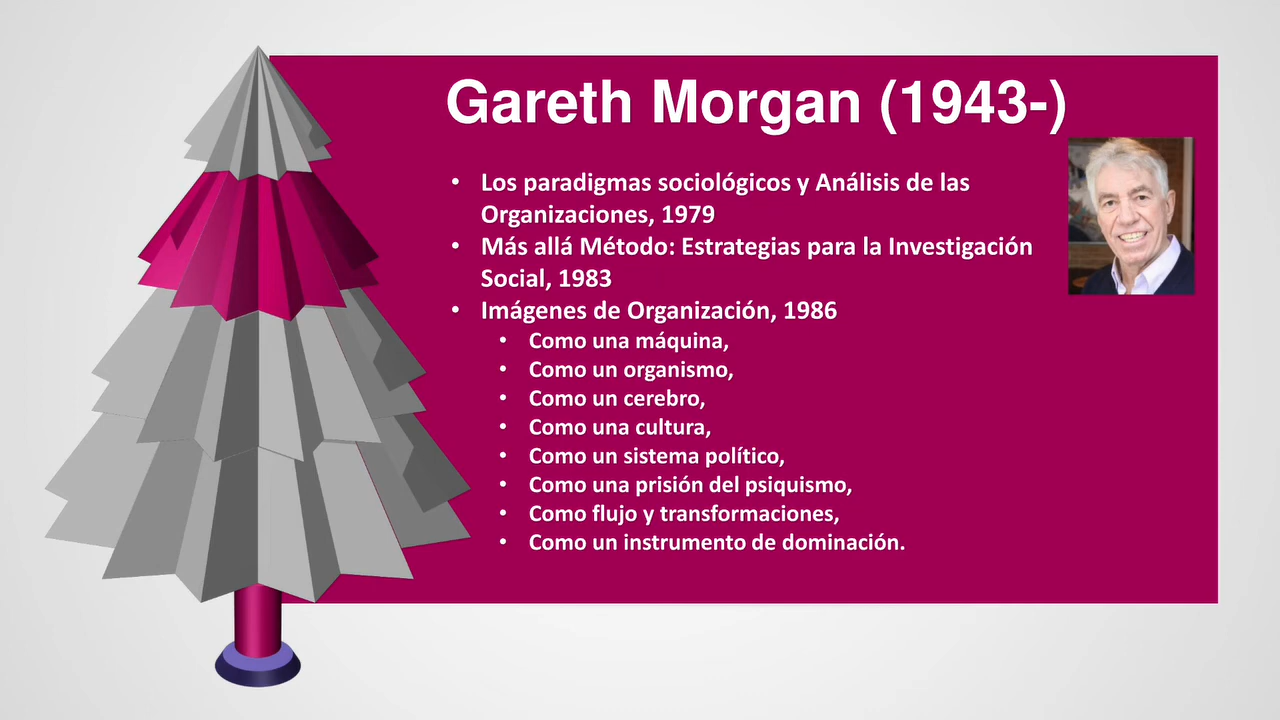 Gareth Morgan (1943-)
• Los paradigmas sociológicos y Análisis de las
Organizaciones, 1979
• Más allá Método: Estrategias para la Investigación
Social, 1983
• Imágenes de Organización, 1986
• Como una máquina,
• Como un organismo,
• Como un cerebro,
• Como una cultura,
• Como un sistema político,
• Como una prisión del psiquismo,
• Como flujo y transformaciones,
• Como un instrumento de dominación.